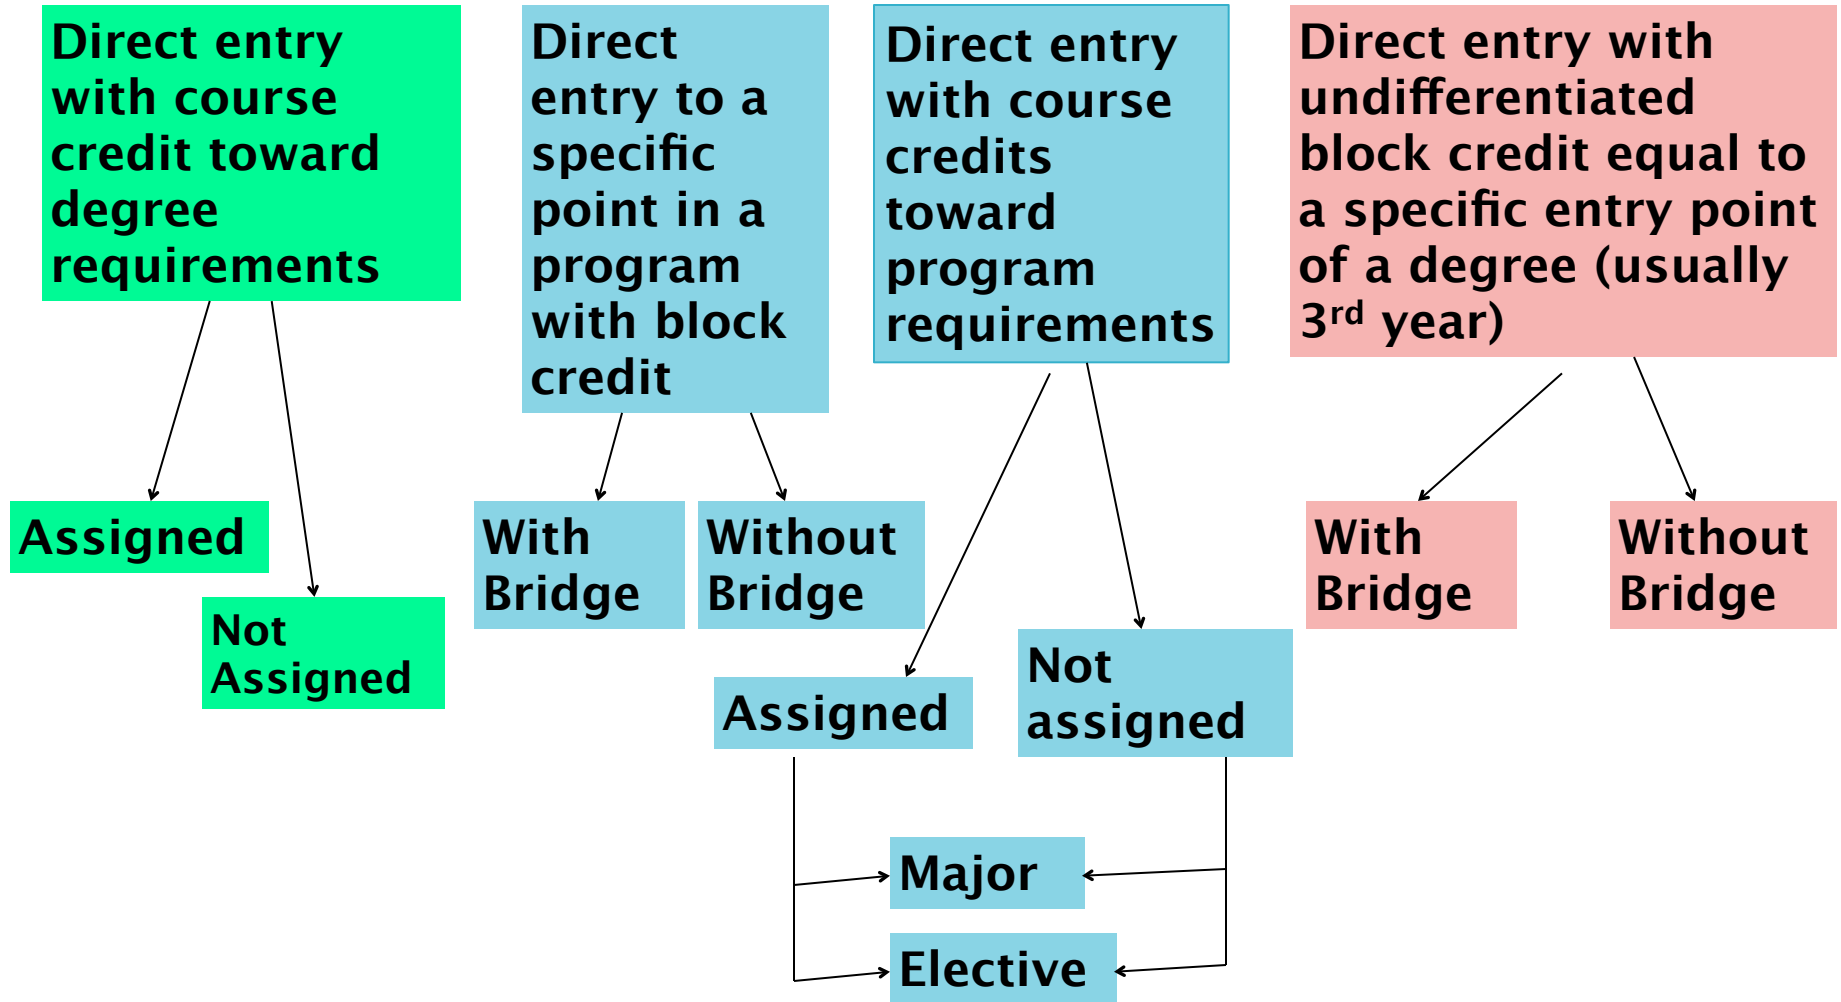 Direct entry
with course
credit toward
degree
requirements
Direct
entry to a
specific
point in a
program
with block
credit
Direct entry
with course
credits
toward
program
requirements
Direct entry with
undifferentiated
block credit equal to
a specific entry point
of a degree (usually
3rd year)
Assigned
Not
Assigned
With
Bridge
Without
Bridge
Assigned
Not
assigned
With
Bridge
Without
Bridge
Major
Elective